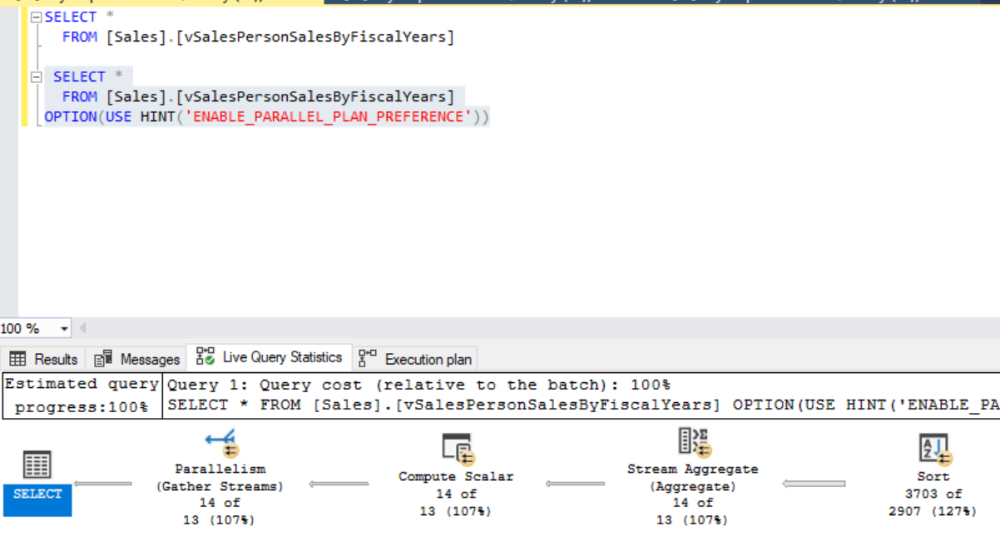 SELECT *
FROM [Sales].[vSalesPersonSalesByFiscalYears]
SELECT *
FROM [Sales].[vSalesPersonSalesByFiscalYears]
OPTION(USE HINT('ENABLE_PARALLEL_PLAN_PREFERENCE'))
100 %
Results Messages Live Query Statistics Execution plan
Estimated query progress:100%
Query 1: Query cost (relative to the batch): 100%
SELECT * FROM [Sales].[vSalesPersonSalesByFiscalYears] OPTION(USE HINT('ENABLE_PA
SELECT
Parallelism
(Gather Streams)
14 of
13 (107%)
Compute Scalar
14 of
13 (107%)
Stream Aggregate
(Aggregate)
14 of
13 (107%)
Sort
3703 of
2907 (127%)